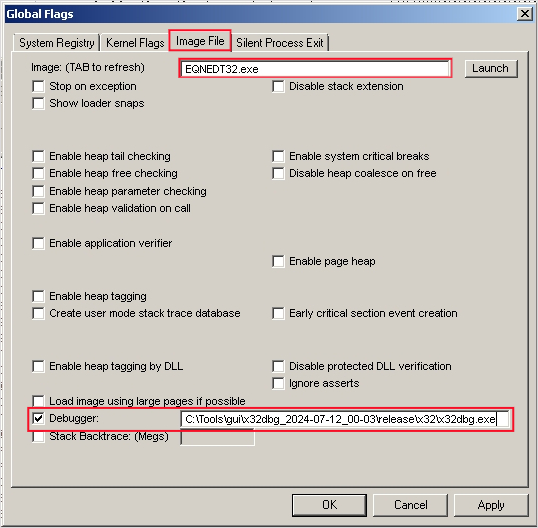 Global Flags
System Registry Kernel Flags Image File Silent Process Exit
Image: (TAB to refresh) EQNEDT32.exe Launch
Stop on exception Disable stack extension
Show loader snaps
Enable heap tail checking Enable system critical breaks
Enable heap free checking Disable heap coalesce on free
Enable heap parameter checking
Enable heap validation on call
Enable application verifier
Enable page heap
Enable heap tagging
Create user mode stack trace database Early critical section event creation
Enable heap tagging by DLL Disable protected DLL verification
Ignore asserts
Load image using large pages if possible
Debugger: C:\Tools\gui\x32dbg_2024-07-12_00-03\release\x32\x32dbg.exe
Stack Backtrace: (Megs)
OK Cancel Apply